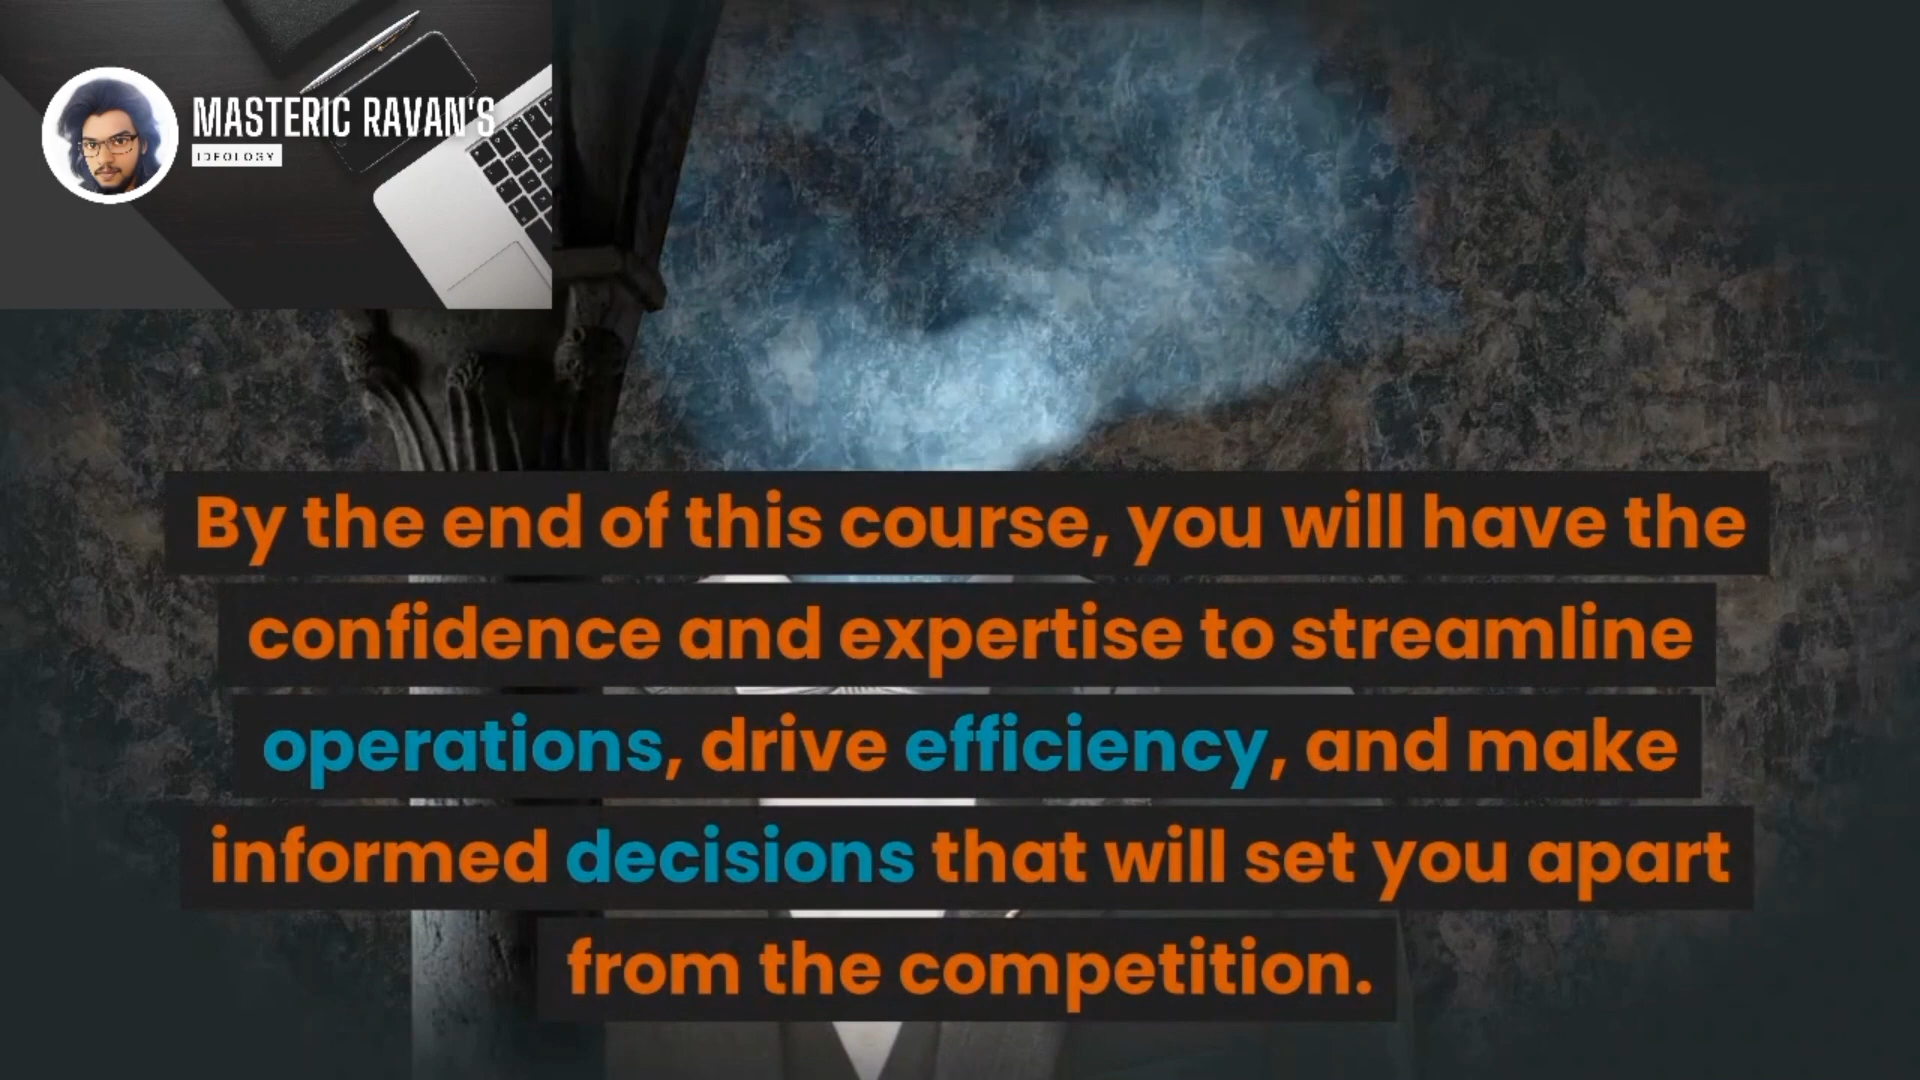 MASTERIC RAVAN'S
IDEOLOGY
By the end of this course, you will have the
confidence and expertise to streamline
operations, drive efficiency, and make
informed decisions that will set you apart
from the competition.